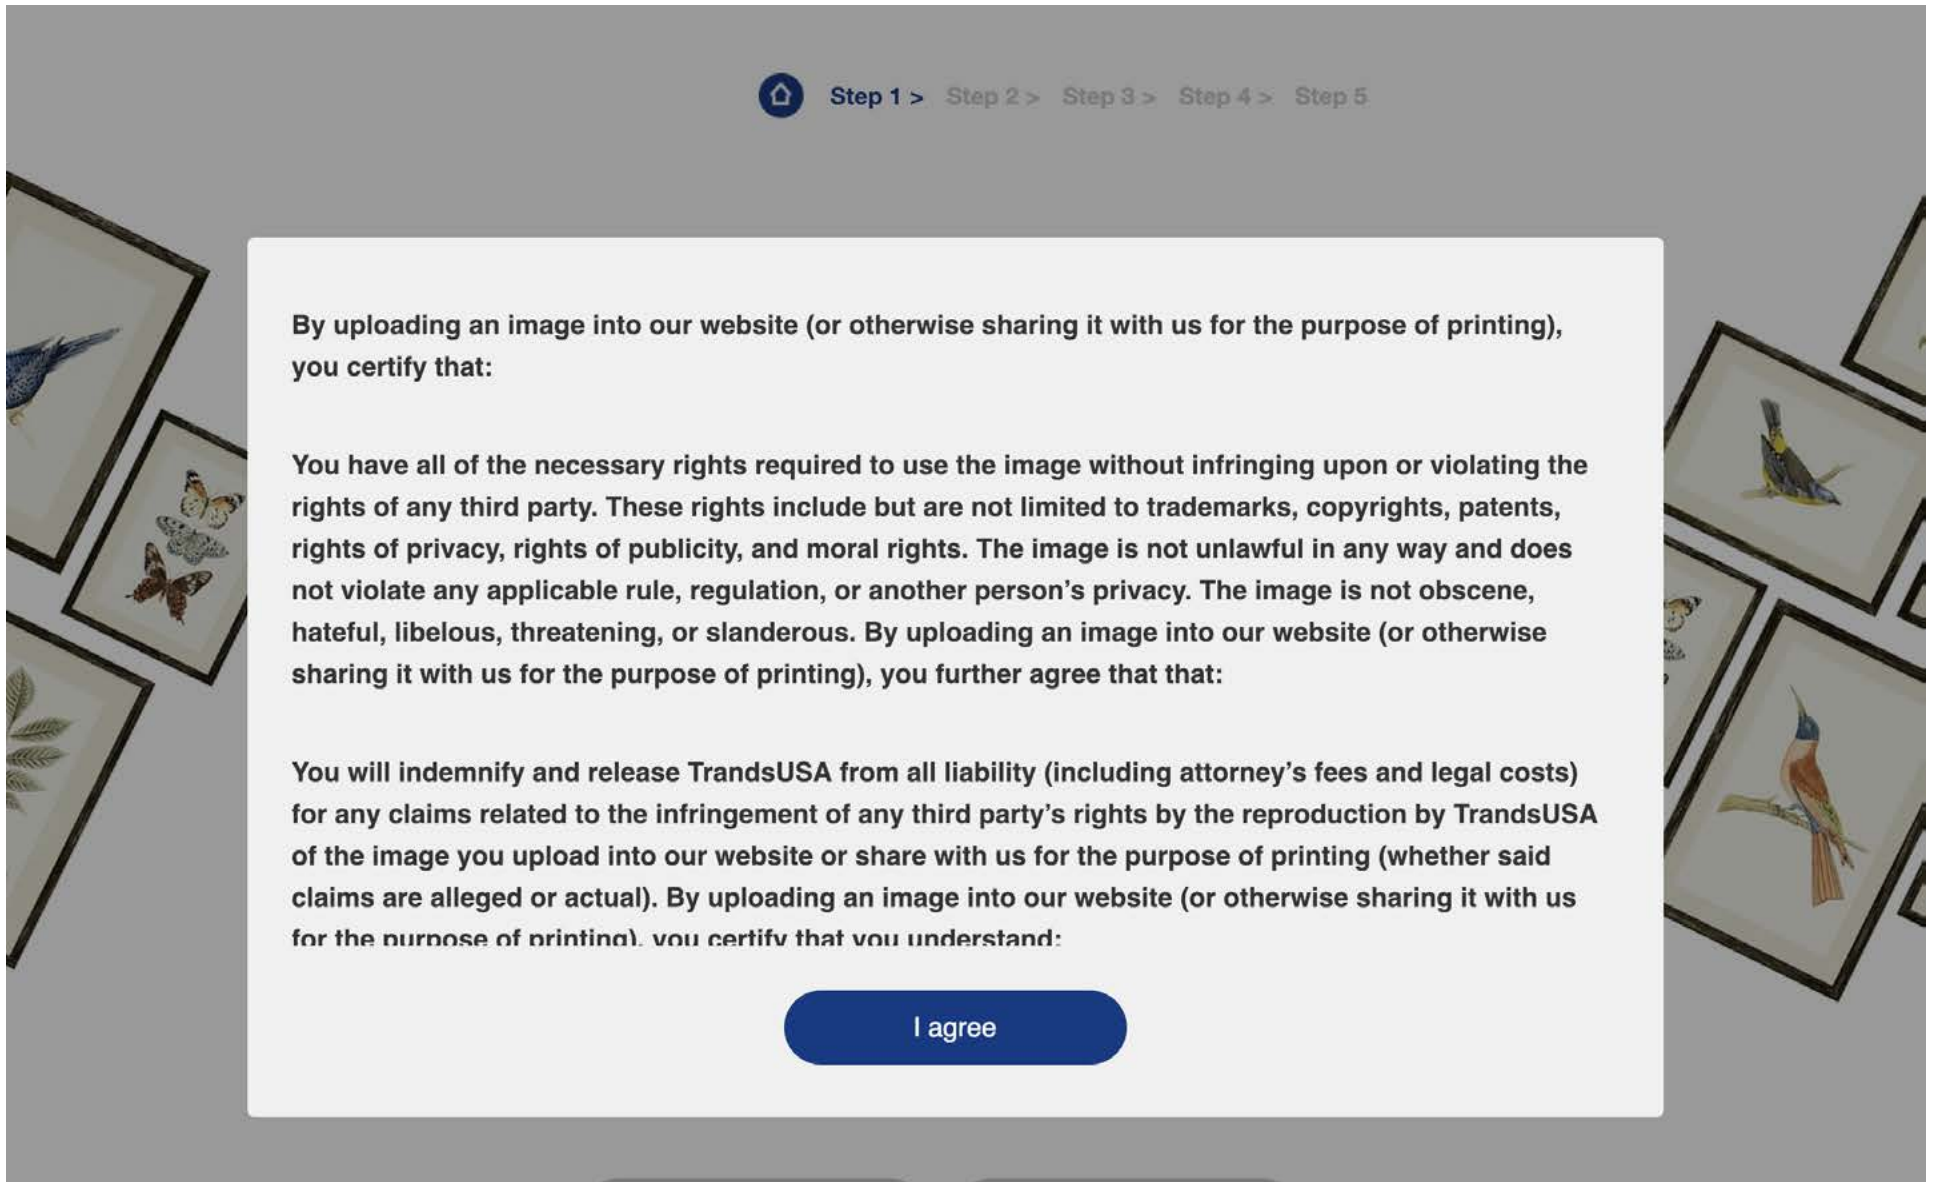 Step 1 > Step 2 > Step 3 > Step 4 > Step 5
By uploading an image into our website (or otherwise sharing it with us for the purpose of printing),
you certify that:
You have all of the necessary rights required to use the image without infringing upon or violating the
rights of any third party. These rights include but are not limited to trademarks, copyrights, patents,
rights of privacy, rights of publicity, and moral rights. The image is not unlawful in any way and does
not violate any applicable rule, regulation, or another person’s privacy. The image is not obscene,
hateful, libelous, threatening, or slanderous. By uploading an image into our website (or otherwise
sharing it with us for the purpose of printing), you further agree that that:
You will indemnify and release TrandsUSA from all liability (including attorney’s fees and legal costs)
for any claims related to the infringement of any third party’s rights by the reproduction by TrandsUSA
of the image you upload into our website or share with us for the purpose of printing (whether said
claims are alleged or actual). By uploading an image into our website (or otherwise sharing it with us
for the purpose of printing), you certify that you understand:
I agree